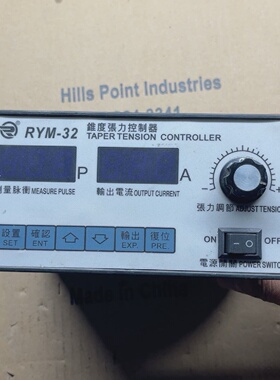 Hills Point Industries
RYM-32 錐度張力控制器
TAPER TENSION CONTROLLER
P
A
測量脉衝 MEASURE PULSE
輸出電流 OUTPUT CURRENT
張力調節 ADJUST TENSION
設置 確認 輸出 復位
SET ENT EXP. PRE.
ON
OFF
電源開關 POWER SWITCH
Made In China